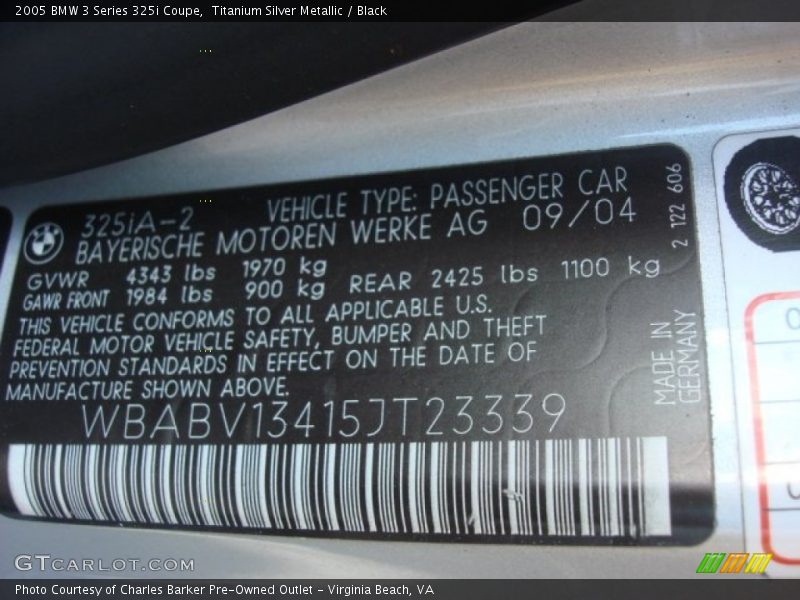 2005 BMW 3 Series 325i Coupe,  Titanium Silver Metallic / Black
325iA-2 VEHICLE TYPE: PASSENGER CAR
BAYERISCHE MOTOREN WERKE AG 09/04
GVWR 4343 lbs 1970 kg
GAWR FRONT 1984 lbs 900 kg REAR 2425 lbs 1100 kg
THIS VEHICLE CONFORMS TO ALL APPLICABLE U.S.
FEDERAL MOTOR VEHICLE SAFETY, BUMPER AND THEFT
PREVENTION STANDARDS IN EFFECT ON THE DATE OF
MANUFACTURE SHOWN ABOVE.
WBABV13415JT23339
2 122 606
MADE IN
GERMANY
GTCARLOT.COM
Photo Courtesy of Charles Barker Pre-Owned Outlet - Virginia Beach, VA